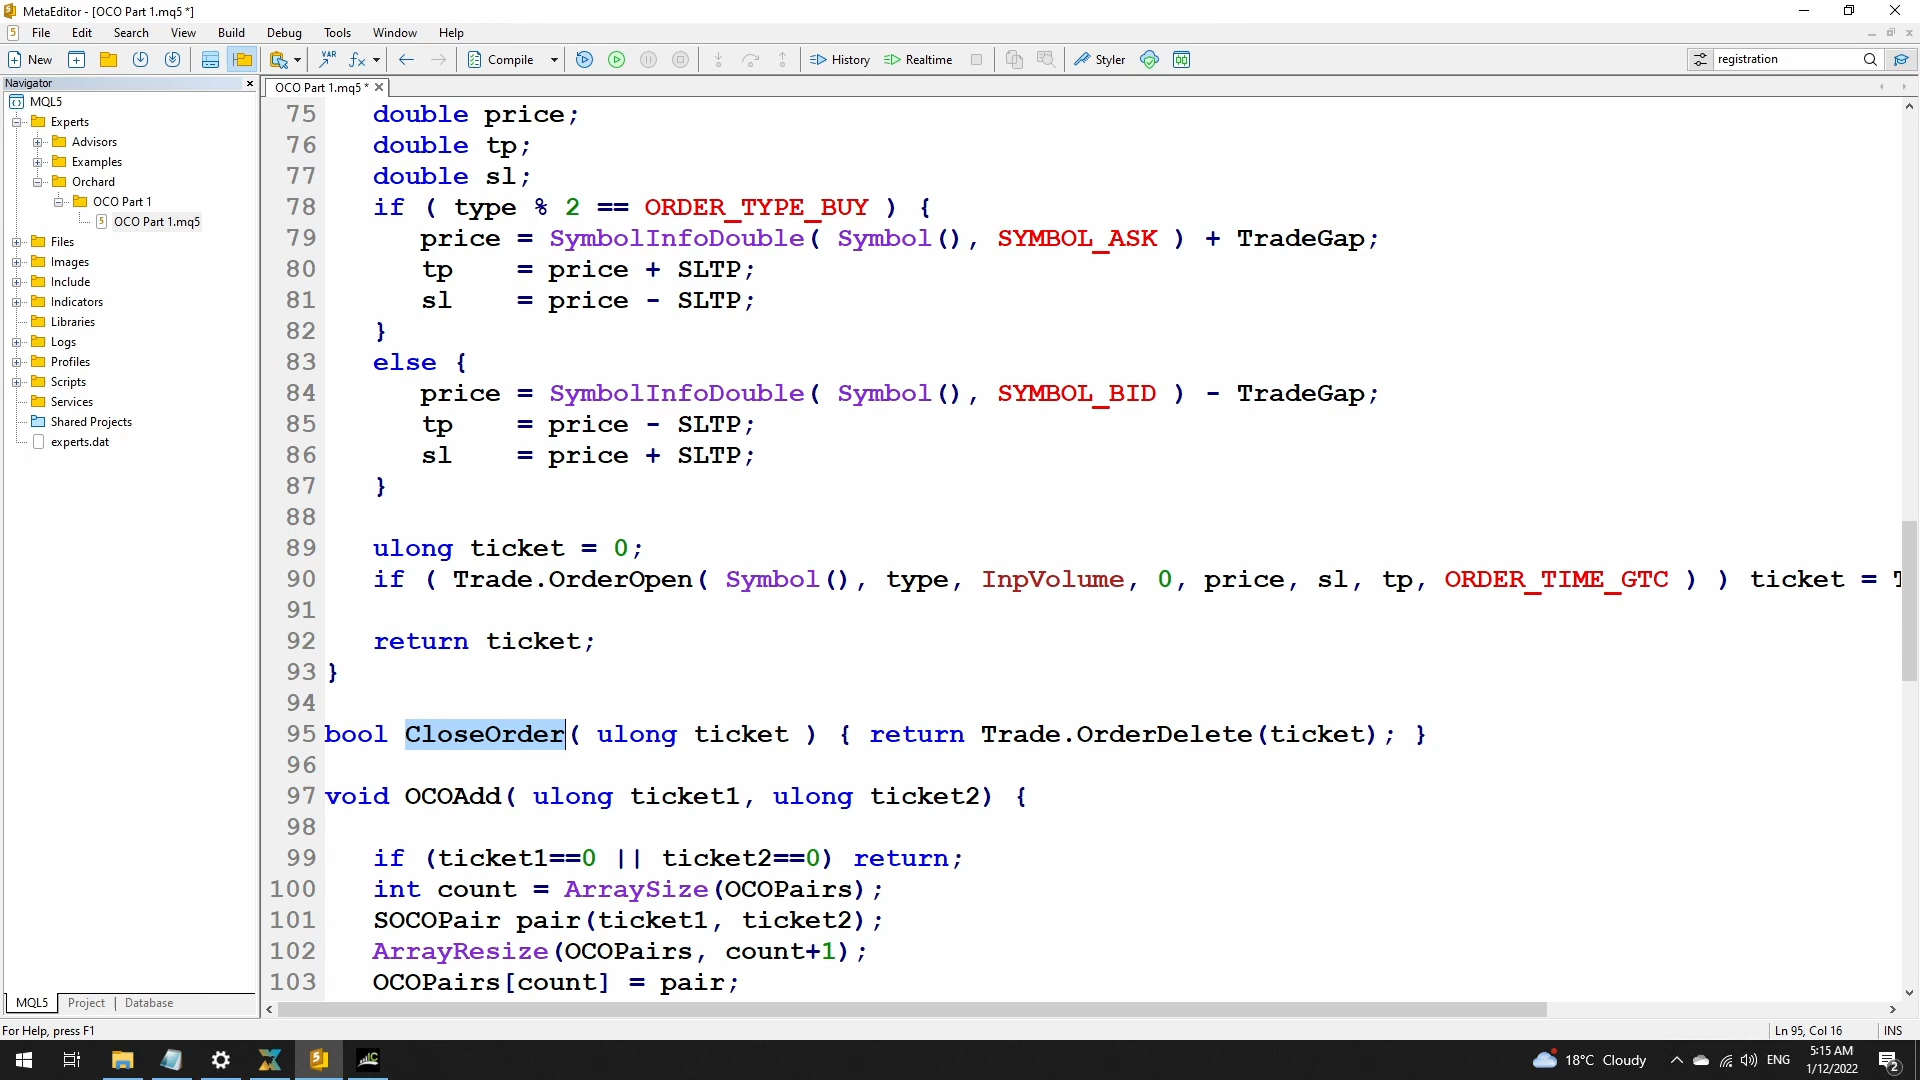 MetaEditor - [OCO Part 1.mq5 *]
File Edit Search View Build Debug Tools Window Help
New Compile History Realtime Styler registration
Navigator
OCO Part 1.mq5 *
MQL5
Experts
Advisors
Examples
Orchard
OCO Part 1
OCO Part 1.mq5
Files
Images
Include
Indicators
Libraries
Logs
Profiles
Scripts
Services
Shared Projects
experts.dat
75 double price;
76 double tp;
77 double sl;
78 if ( type % 2 == ORDER_TYPE_BUY ) {
79 price = SymbolInfoDouble( Symbol(), SYMBOL_ASK ) + TradeGap;
80 tp = price + SLTP;
81 sl = price - SLTP;
82 }
83 else {
84 price = SymbolInfoDouble( Symbol(), SYMBOL_BID ) - TradeGap;
85 tp = price - SLTP;
86 sl = price + SLTP;
87 }
88
89 ulong ticket = 0;
90 if ( Trade.OrderOpen( Symbol(), type, InpVolume, 0, price, sl, tp, ORDER_TIME_GTC ) ) ticket =
91
92 return ticket;
93 }
94
95 bool CloseOrder( ulong ticket ) { return Trade.OrderDelete(ticket); }
96
97 void OCOAdd( ulong ticket1, ulong ticket2) {
98
99 if (ticket1==0 || ticket2==0) return;
100 int count = ArraySize(OCOPairs);
101 SOCOPair pair(ticket1, ticket2);
102 ArrayResize(OCOPairs, count+1);
103 OCOPairs[count] = pair;
MQL5 Project | Database
For Help, press F1 Ln 95, Col 16 INS
18°C Cloudy ENG 5:15 AM
1/12/2022 2